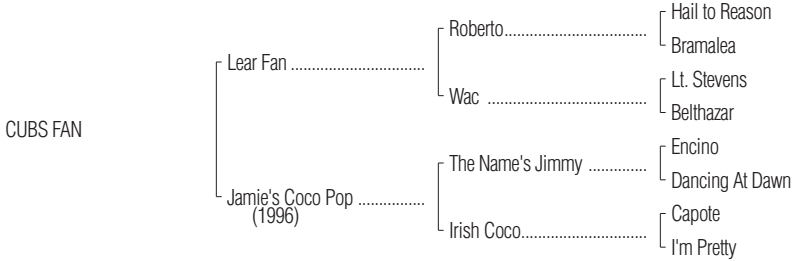 Hail to Reason
Roberto..................................
Bramalea
Lear Fan ................................
Lt. Stevens
Wac ......................................
Belthazar
CUBS FAN
Encino
The Name's Jimmy ..............
Dancing At Dawn
Jamie's Coco Pop ................
(1996)
Capote
Irish Coco..............................
I'm Pretty